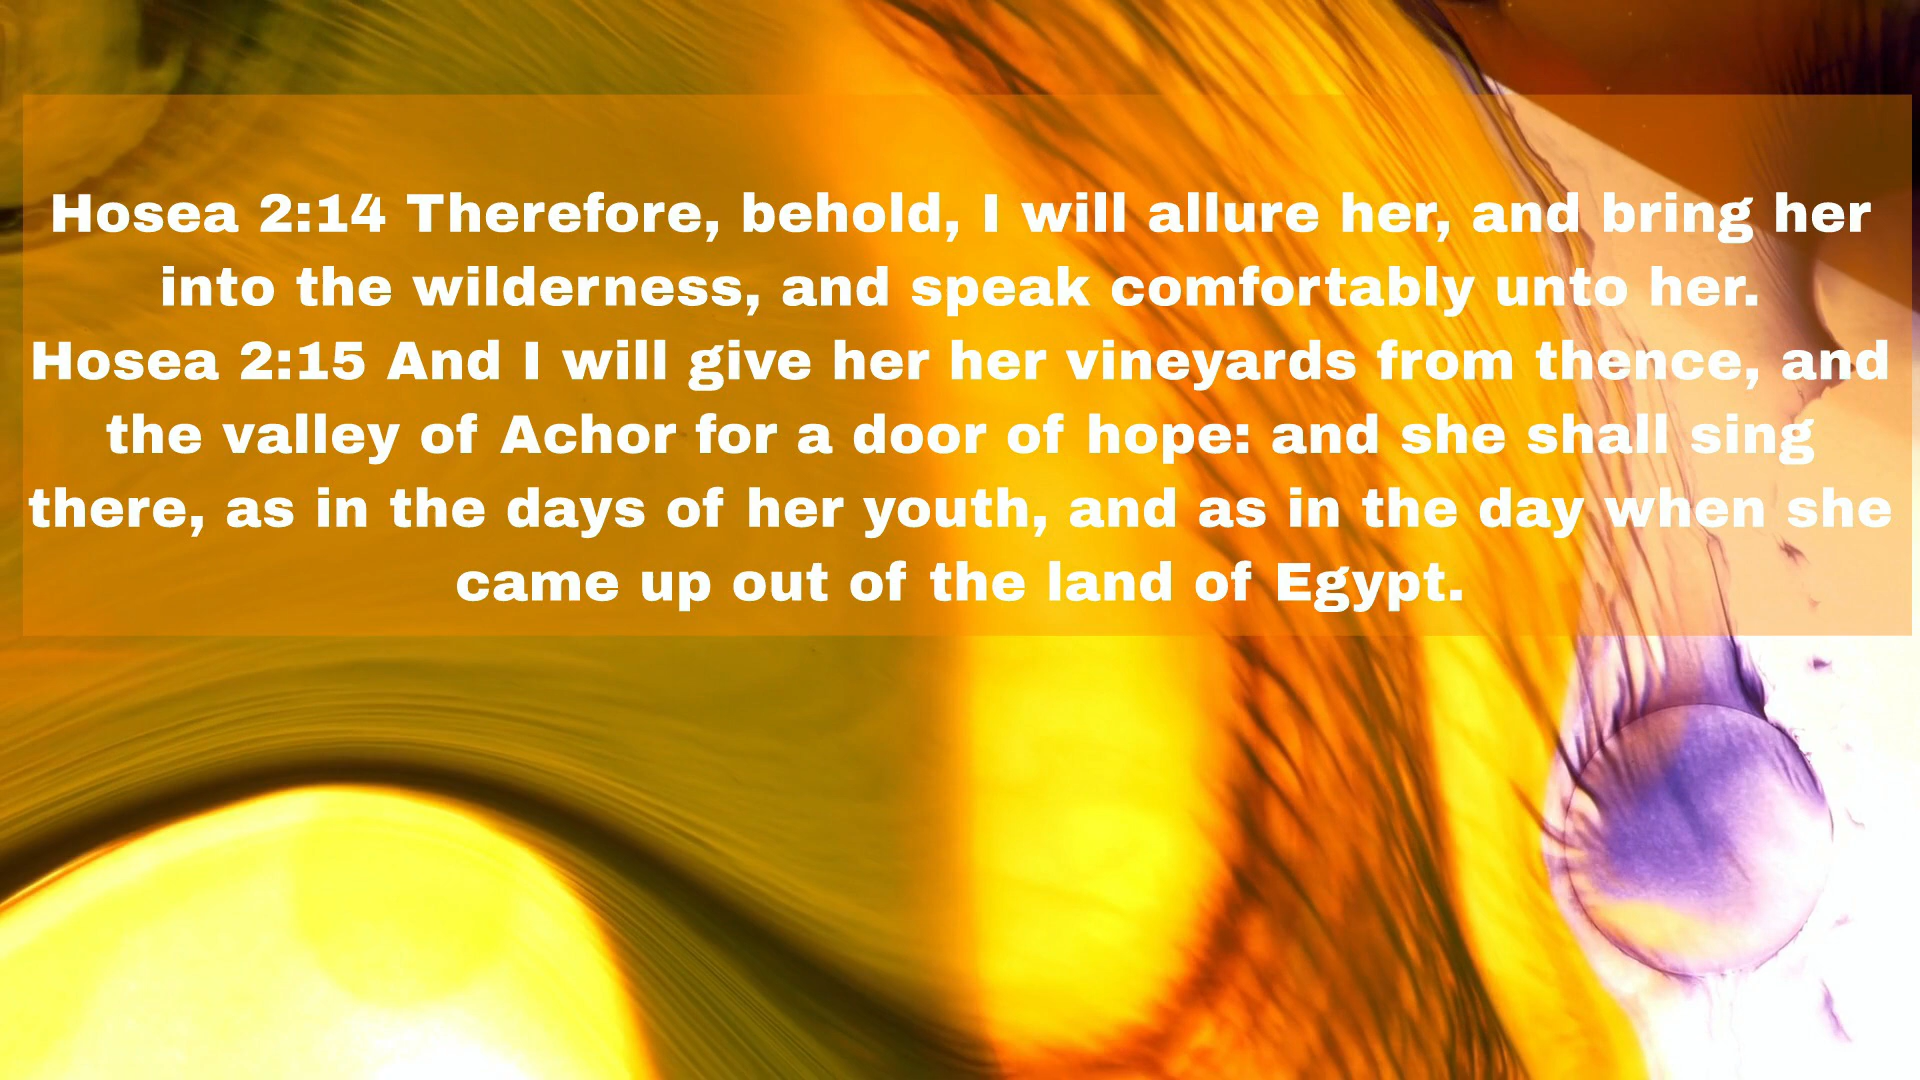 Hosea 2:14 Therefore, behold, I will allure her, and bring her
into the wilderness, and speak comfortably unto her.
Hosea 2:15 And I will give her her vineyards from thence, and
the valley of Achor for a door of hope: and she shall sing
there, as in the days of her youth, and as in the day when she
came up out of the land of Egypt.